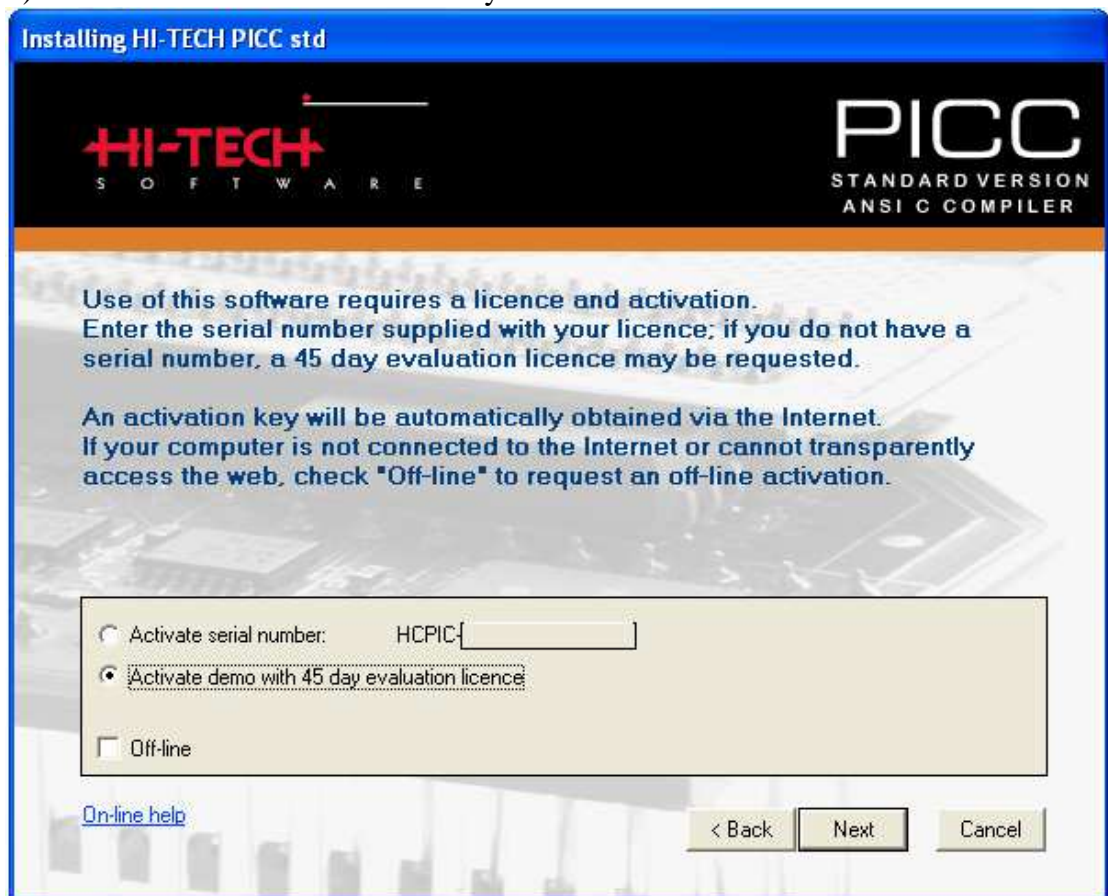 Installing HI-TECH PICC std
HI-TECH
SOFTWARE
PICC
STANDARD VERSION
ANSI C COMPILER
Use of this software requires a licence and activation.
Enter the serial number supplied with your licence; if you do not have a
serial number, a 45 day evaluation licence may be requested.
An activation key will be automatically obtained via the Internet.
If your computer is not connected to the Internet or cannot transparently
access the web, check "Off-line" to request an off-line activation.
Activate serial number: HCPIC-[ ]
Activate demo with 45 day evaluation licence
Off-line
On-line help
< Back Next Cancel